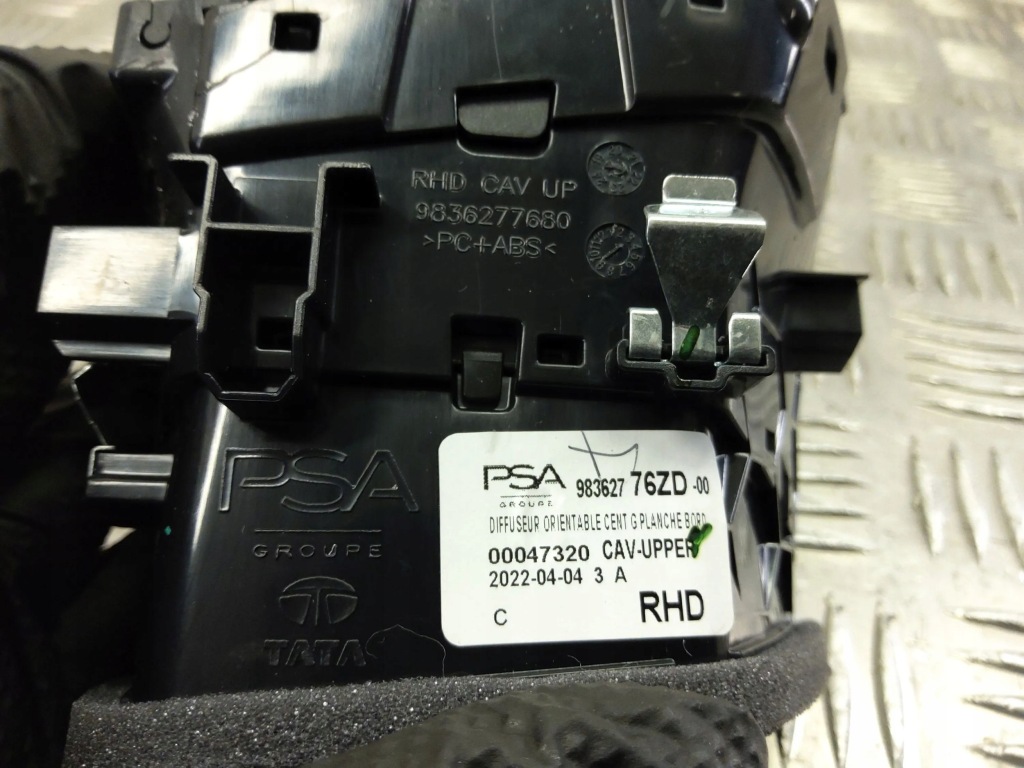 RHD CAV UP
9836277680
>PC+ABS<
PSA
GROUPE
TATA
PSA 983627 76ZD -00
GROUPE
DIFFUSEUR ORIENTABLE CENT G PLANCHE BORD
00047320 CAV-UPPER
2022-04-04 3 A
C RHD